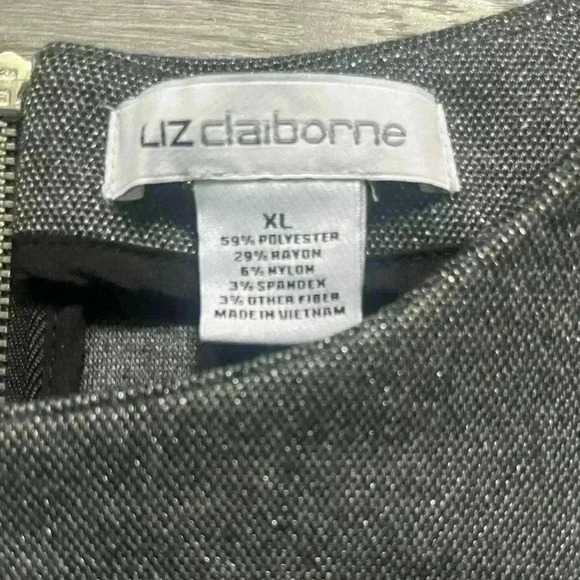 LIZ claiborne
XL
59% POLYESTER
29% RAYON
6% NYLON
3% SPANDEX
3% OTHER FIBER
MADE IN VIETNAM